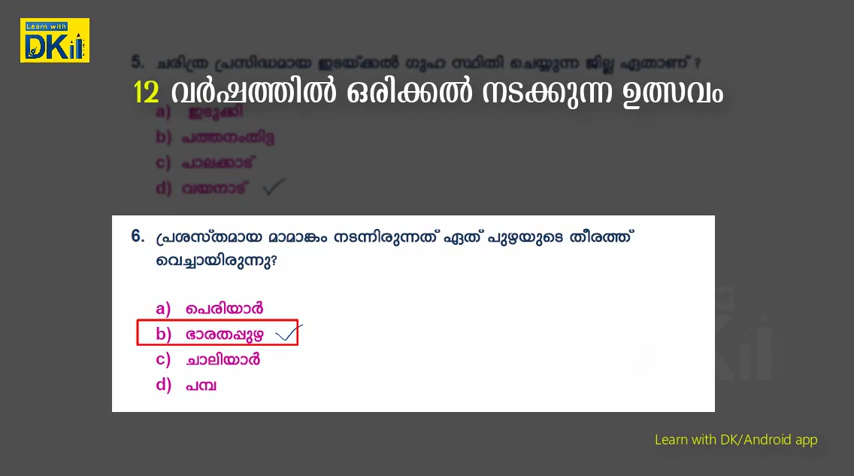 Learn with
DK
5. ചരിത്ര പ്രസിദ്ധമായ ഇടയ്ക്കൽ ഗുഹ സ്ഥിതി ചെയ്യുന്ന ജില്ല ഏതാണ് ?
12 വർഷത്തിൽ ഒരിക്കൽ നടക്കുന്ന ഉത്സവം
a) ഇടുക്കി
b) പത്തനംതിട്ട
c) പാലക്കാട്
d) വയനാട്
6. പ്രശസ്തമായ മാമാങ്കം നടന്നിരുന്നത് ഏത് പുഴയുടെ തീരത്ത്
വെച്ചായിരുന്നു?
a) പെരിയാർ
b) ഭാരതപ്പുഴ
c) ചാലിയാർ
d) പമ്പ
Learn with DK/Android app